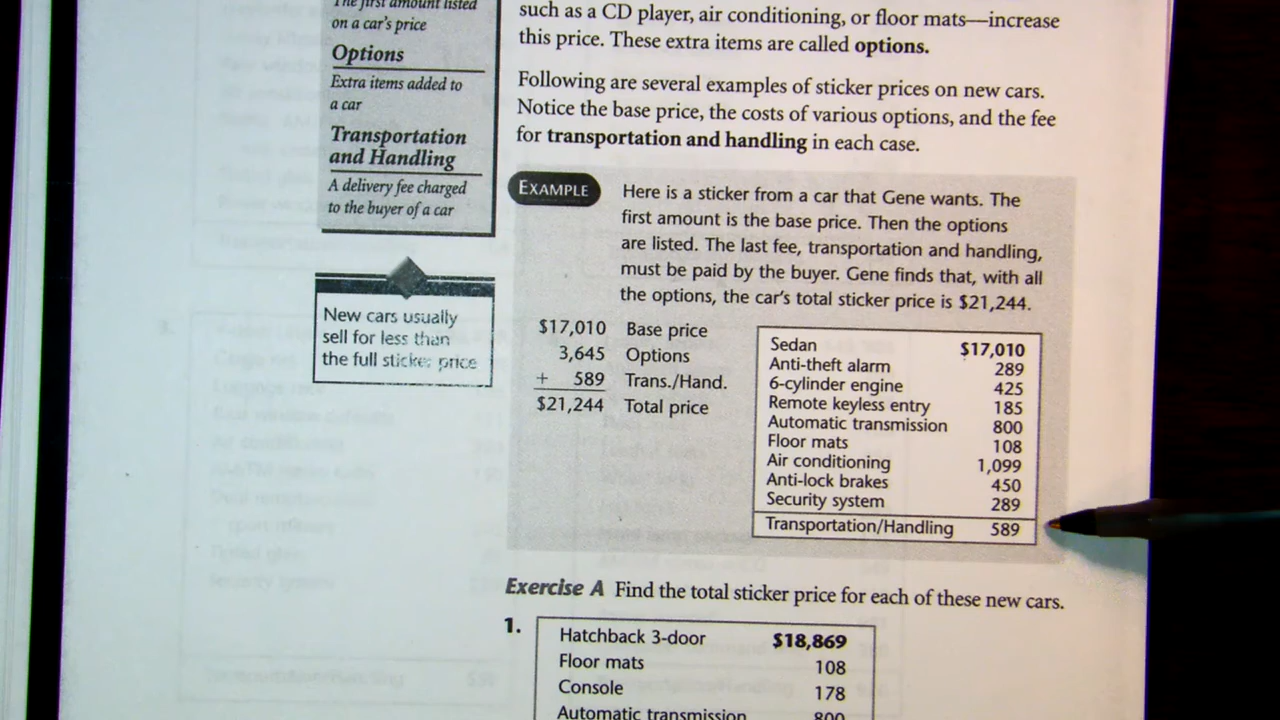 The first amount listed
on a car's price
Options
Extra items added to
a car
Transportation
and Handling
A delivery fee charged
to the buyer of a car
New cars usually
sell for less than
the full sticker price
such as a CD player, air conditioning, or floor mats—increase
this price. These extra items are called options.
Following are several examples of sticker prices on new cars.
Notice the base price, the costs of various options, and the fee
for transportation and handling in each case.
EXAMPLE
Here is a sticker from a car that Gene wants. The
first amount is the base price. Then the options
are listed. The last fee, transportation and handling,
must be paid by the buyer. Gene finds that, with all
the options, the car's total sticker price is $21,244.
$17,010 Base price
3,645 Options
+ 589 Trans./Hand.
$21,244 Total price
Sedan $17,010
Anti-theft alarm 289
6-cylinder engine 425
Remote keyless entry 185
Automatic transmission 800
Floor mats 108
Air conditioning 1,099
Anti-lock brakes 450
Security system 289
Transportation/Handling 589
Exercise A Find the total sticker price for each of these new cars.
1.
Hatchback 3-door $18,869
Floor mats 108
Console 178
Automatic transmission 800